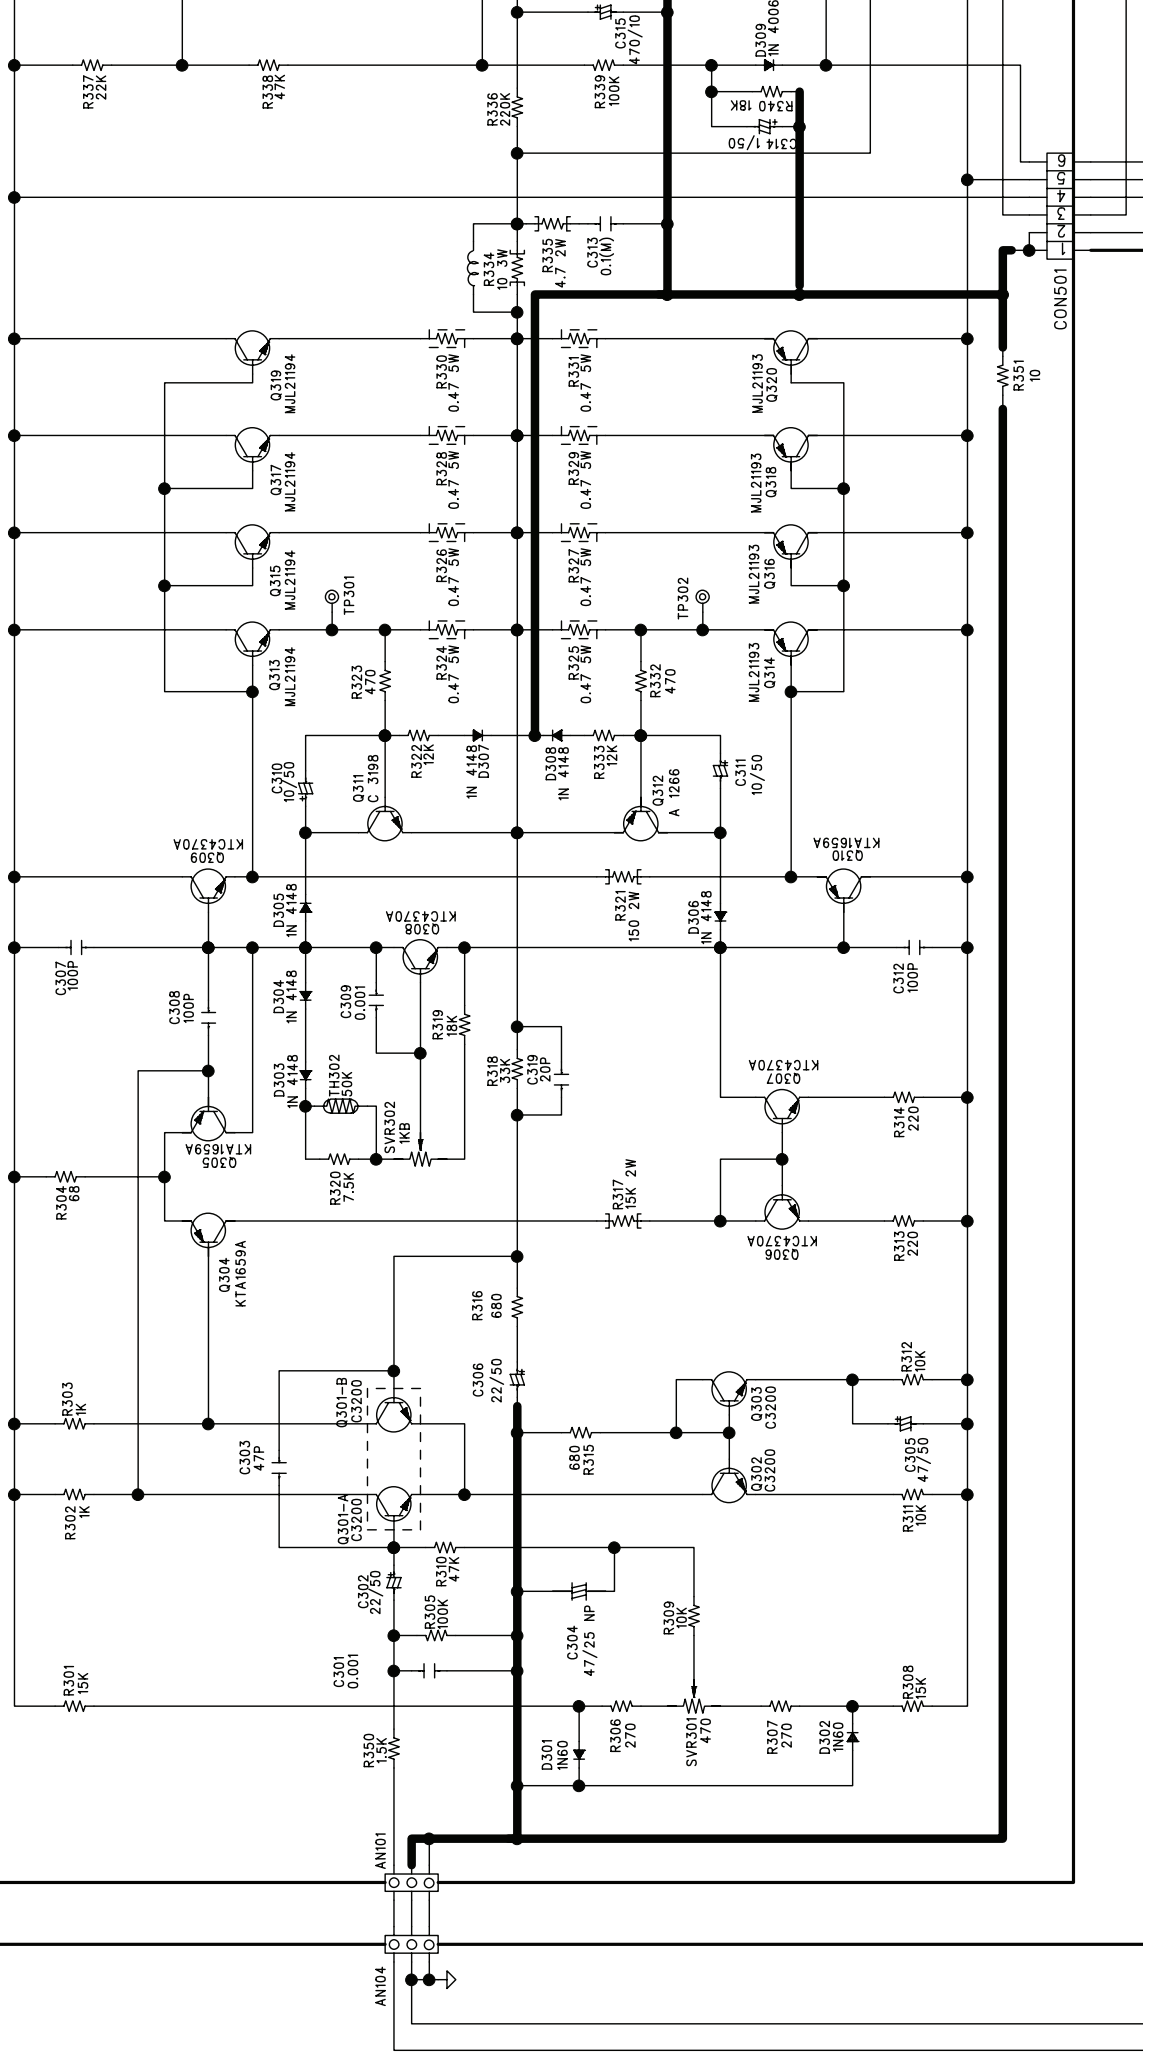 C315
470/10
D309
1N 4006
R337
22K
R338
47K
R336
220K
R339
100K
R340 18K
C314 1/50
6
5
4
3
2
1
CON501
R334
10 3W
R335
4.7 2W
C313
0.1(M)
Q319
MJL21194
R330
0.47 5W
R331
0.47 5W
MJL21193
Q320
R351
10
Q317
MJL21194
R328
0.47 5W
R329
0.47 5W
MJL21193
Q318
Q315
MJL21194
R326
0.47 5W
R327
0.47 5W
MJL21193
Q316
TP301
TP302
Q313
MJL21194
R323
470
R324
0.47 5W
R325
0.47 5W
R332
470
MJL21193
Q314
C310
10/50
Q311
C 3198
R322
12K
1N 4148
D307
D308
1N 4148
R333
12K
Q312
A 1266
C311
10/50
KTC4370A
Q309
KTA1659A
Q310
D305
1N 4148
KTC4370A
Q308
R321
150 2W
D306
1N 4148
C307
100P
C308
100P
D304
1N 4148
C309
0.001
R319
18K
C312
100P
D303
1N 4148
TH302
50K
R318
33K
C319
20P
KTC4370A
Q307
KTA1659A
Q305
SVR302
1KB
R314
220
R304
68
R320
7.5K
R317
15K 2W
Q304
KTA1659A
KTC4370A
Q306
R313
220
R316
680
R303
1K
Q301-B
C3200
C306
22/50
R312
10K
C303
47P
680
R315
Q303
C3200
C305
47/50
R302
1K
Q301-A
C3200
Q302
C3200
R311
10K
C302
22/50
R310
47K
R305
100K
C304
47/25 NP
R309
10K
R301
15K
C301
0.001
R308
15K
R350
1.5K
D301
1N60
R306
270
SVR301
470
R307
270
D302
1N60
AN101
AN104